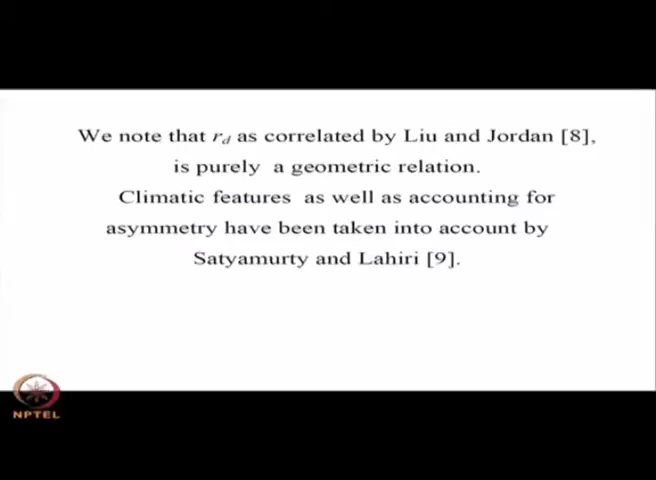 We note that r_d as correlated by Liu and Jordan [8],
is purely a geometric relation.
Climatic features as well as accounting for
asymmetry have been taken into account by
Satyamurty and Lahiri [9].
NPTEL